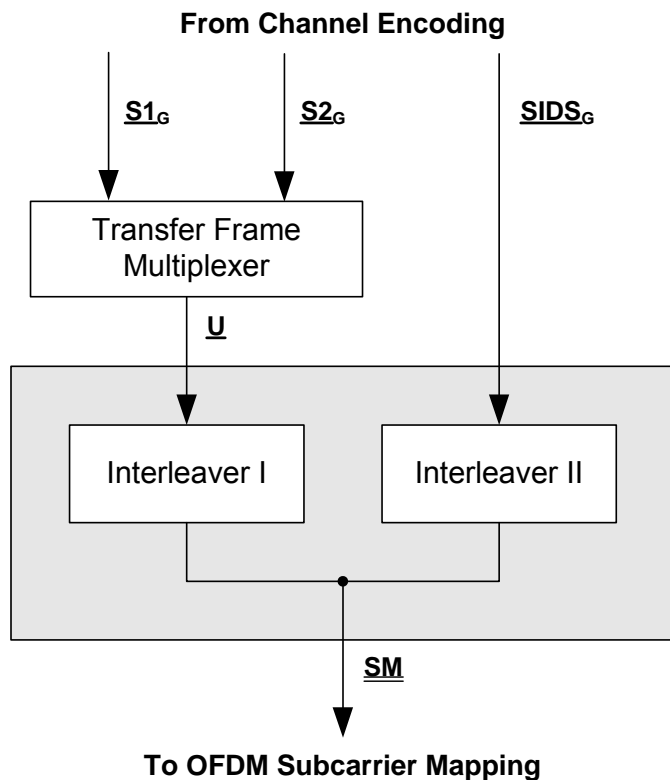 From Channel Encoding
S1G
S2G
SIDSG
Transfer Frame
Multiplexer
U
Interleaver I
Interleaver II
SM
To OFDM Subcarrier Mapping